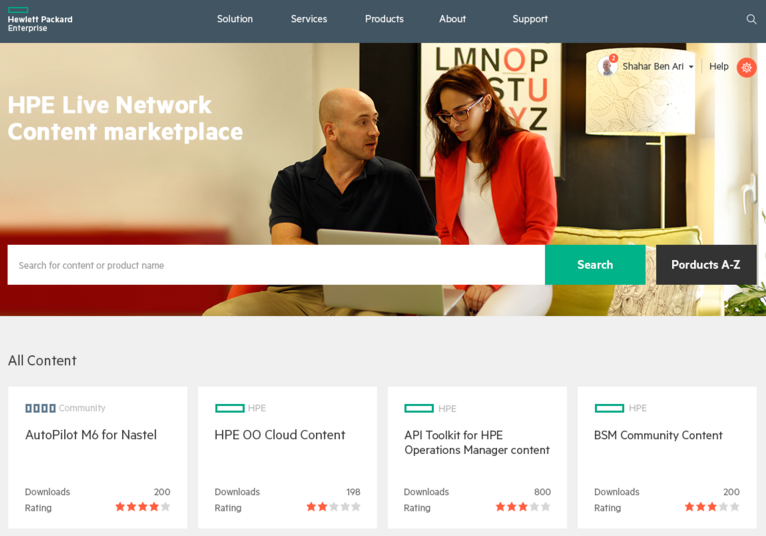 Hewlett Packard
Enterprise
Solution
Services
Products
About
Support
2
Shahar Ben Ari
Help
LMNOP
STU
YZ
HPE Live Network
Content marketplace
Search for content or product name
Search
Porducts A-Z
All Content
Community
AutoPilot M6 for Nastel
Downloads 200
Rating
HPE
HPE OO Cloud Content
Downloads 198
Rating
HPE
API Toolkit for HPE
Operations Manager content
Downloads 800
Rating
HPE
BSM Community Content
Downloads 200
Rating